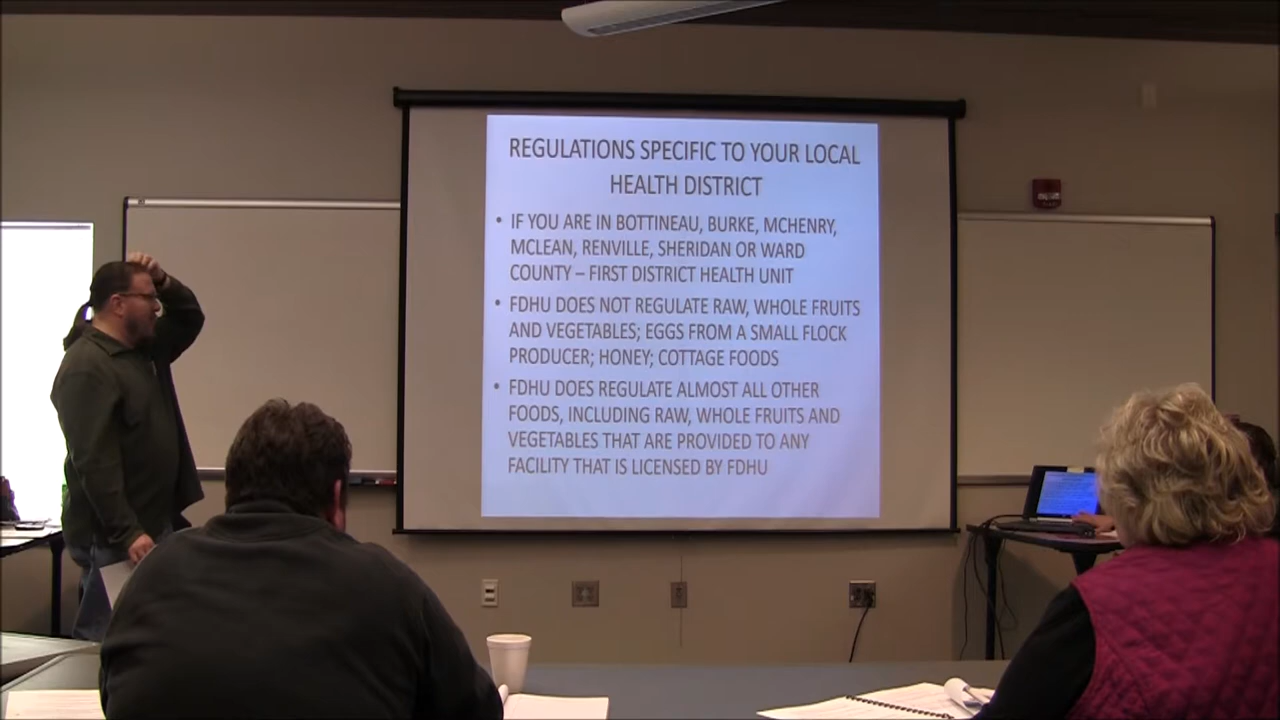 REGULATIONS SPECIFIC TO YOUR LOCAL
HEALTH DISTRICT
• IF YOU ARE IN BOTTINEAU, BURKE, MCHENRY,
MCLEAN, RENVILLE, SHERIDAN OR WARD
COUNTY – FIRST DISTRICT HEALTH UNIT
• FDHU DOES NOT REGULATE RAW, WHOLE FRUITS
AND VEGETABLES; EGGS FROM A SMALL FLOCK
PRODUCER; HONEY; COTTAGE FOODS
• FDHU DOES REGULATE ALMOST ALL OTHER
FOODS, INCLUDING RAW, WHOLE FRUITS AND
VEGETABLES THAT ARE PROVIDED TO ANY
FACILITY THAT IS LICENSED BY FDHU